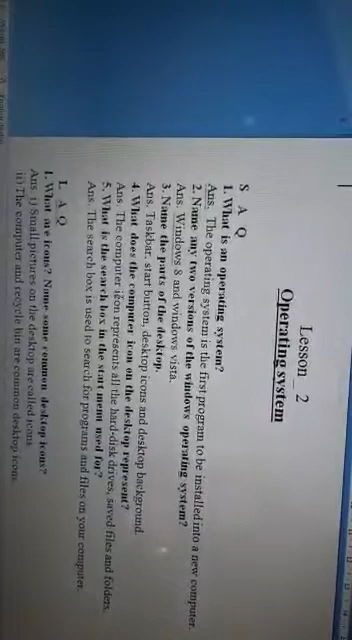 Lesson 2
Operating system
S A Q
1. What is an operating system?
Ans. The operating system is the first program to be installed into a new computer.
2. Name any two versions of the windows operating system?
Ans. Windows 8 and windows vista.
3. Name the parts of the desktop.
Ans. Taskbar, start button, desktop icons and desktop background.
4. What does the computer icon on the desktop represent?
Ans. The computer icon represents all the hard-disk drives, saved files and folders.
5. What is the search box in the start menu used for?
Ans. The search box is used to search for programs and files on your computer.
L A Q
1. What are icons? Name some common desktop icons?
Ans. i) Small pictures on the desktop are called icons.
ii) The computer and recycle bin are common desktop icons.